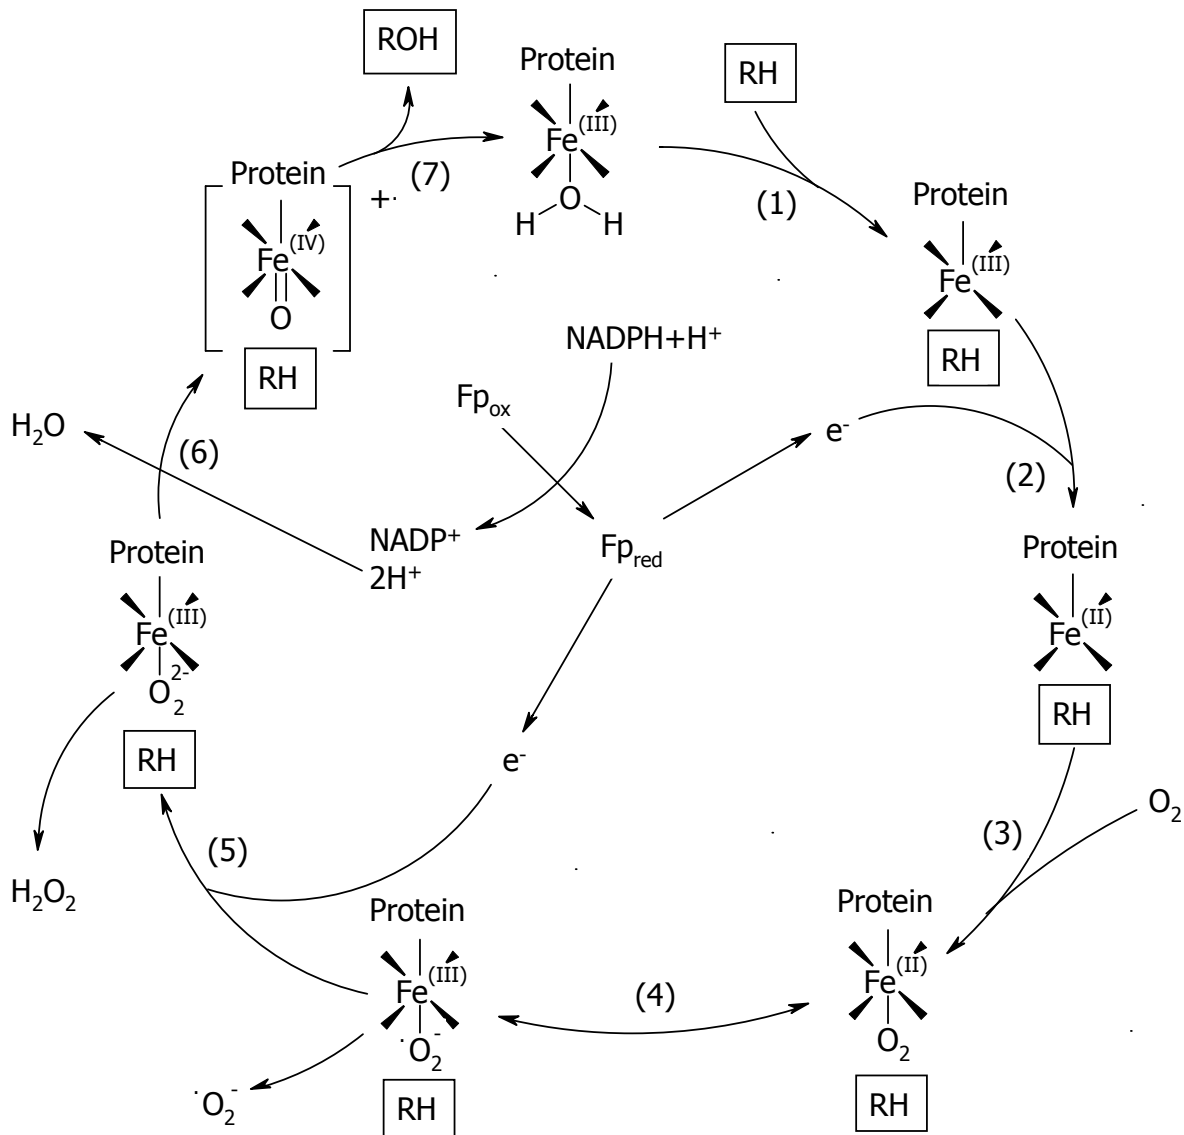 ROH
Protein
RH
Fe(III)
(7)
Protein
+·
(1)
H O H
Protein
Fe(IV)
Fe(III)
O
NADPH+H⁺
RH
RH
Fpox
H₂O
e⁻
(6)
(2)
NADP⁺
Protein
Fpred
Protein
2H⁺
Fe(III)
Fe(II)
O₂²⁻
RH
RH
e⁻
O₂
(3)
(5)
H₂O₂
Protein
Protein
Fe(III)
Fe(II)
(4)
·O₂⁻
O₂
·O₂⁻
RH
RH